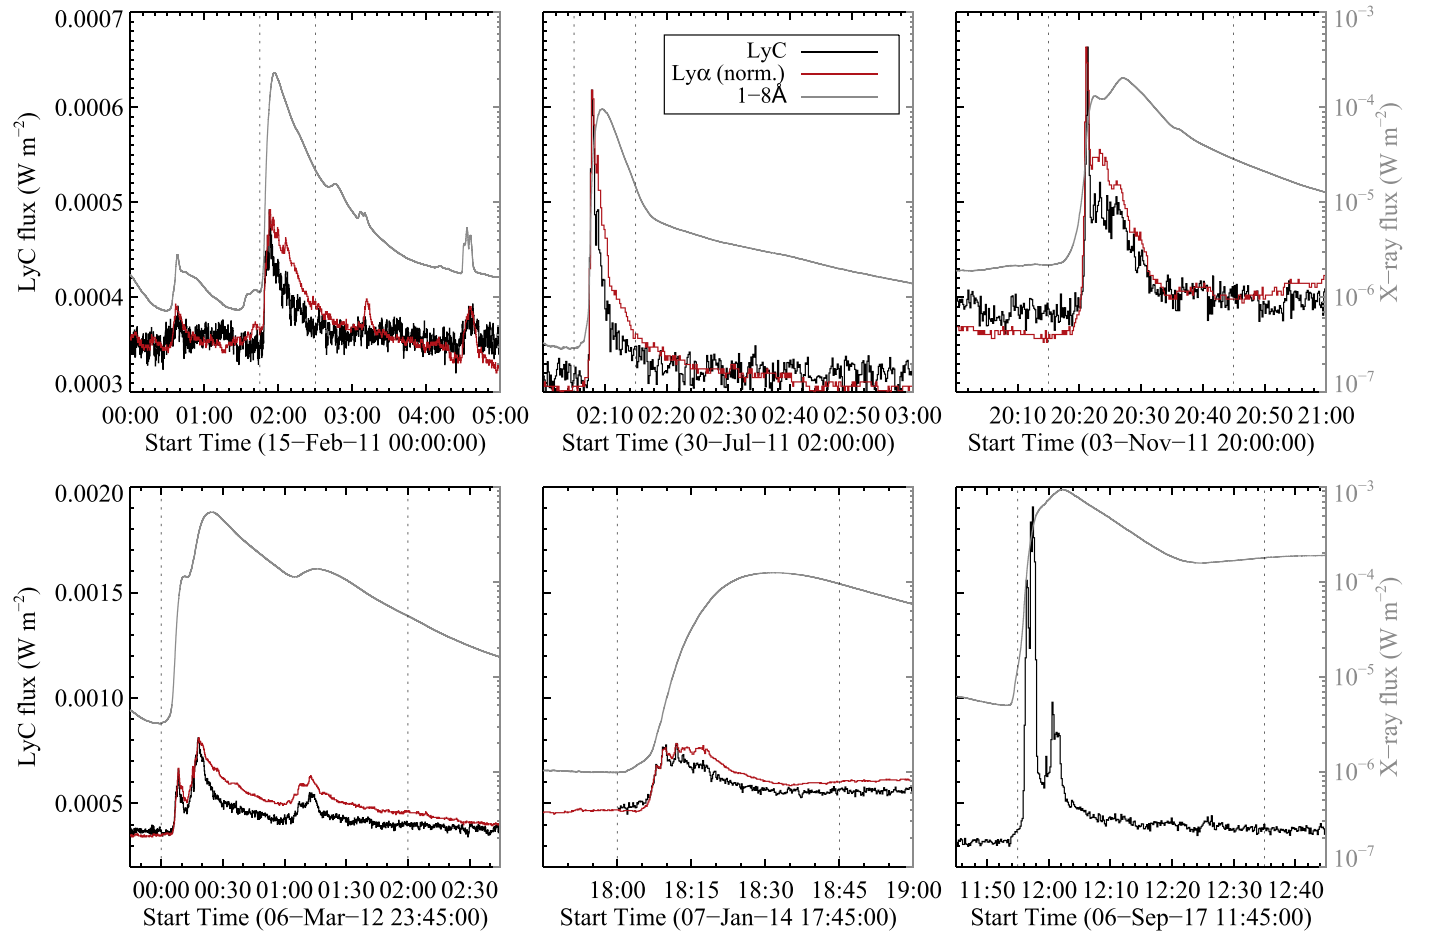 LyC
Lyα (norm.)
1−8Å
0.0007
0.0006
0.0005
0.0004
0.0003
LyC flux (W m−2)
10−3
10−4
10−5
10−6
10−7
X−ray flux (W m−2)
00:00 01:00 02:00 03:00 04:00 05:00
Start Time (15−Feb−11 00:00:00)
02:10 02:20 02:30 02:40 02:50 03:00
Start Time (30−Jul−11 02:00:00)
20:10 20:20 20:30 20:40 20:50 21:00
Start Time (03−Nov−11 20:00:00)
0.0020
0.0015
0.0010
0.0005
LyC flux (W m−2)
10−3
10−4
10−5
10−6
10−7
X−ray flux (W m−2)
00:00 00:30 01:00 01:30 02:00 02:30
Start Time (06−Mar−12 23:45:00)
18:00 18:15 18:30 18:45 19:00
Start Time (07−Jan−14 17:45:00)
11:50 12:00 12:10 12:20 12:30 12:40
Start Time (06−Sep−17 11:45:00)